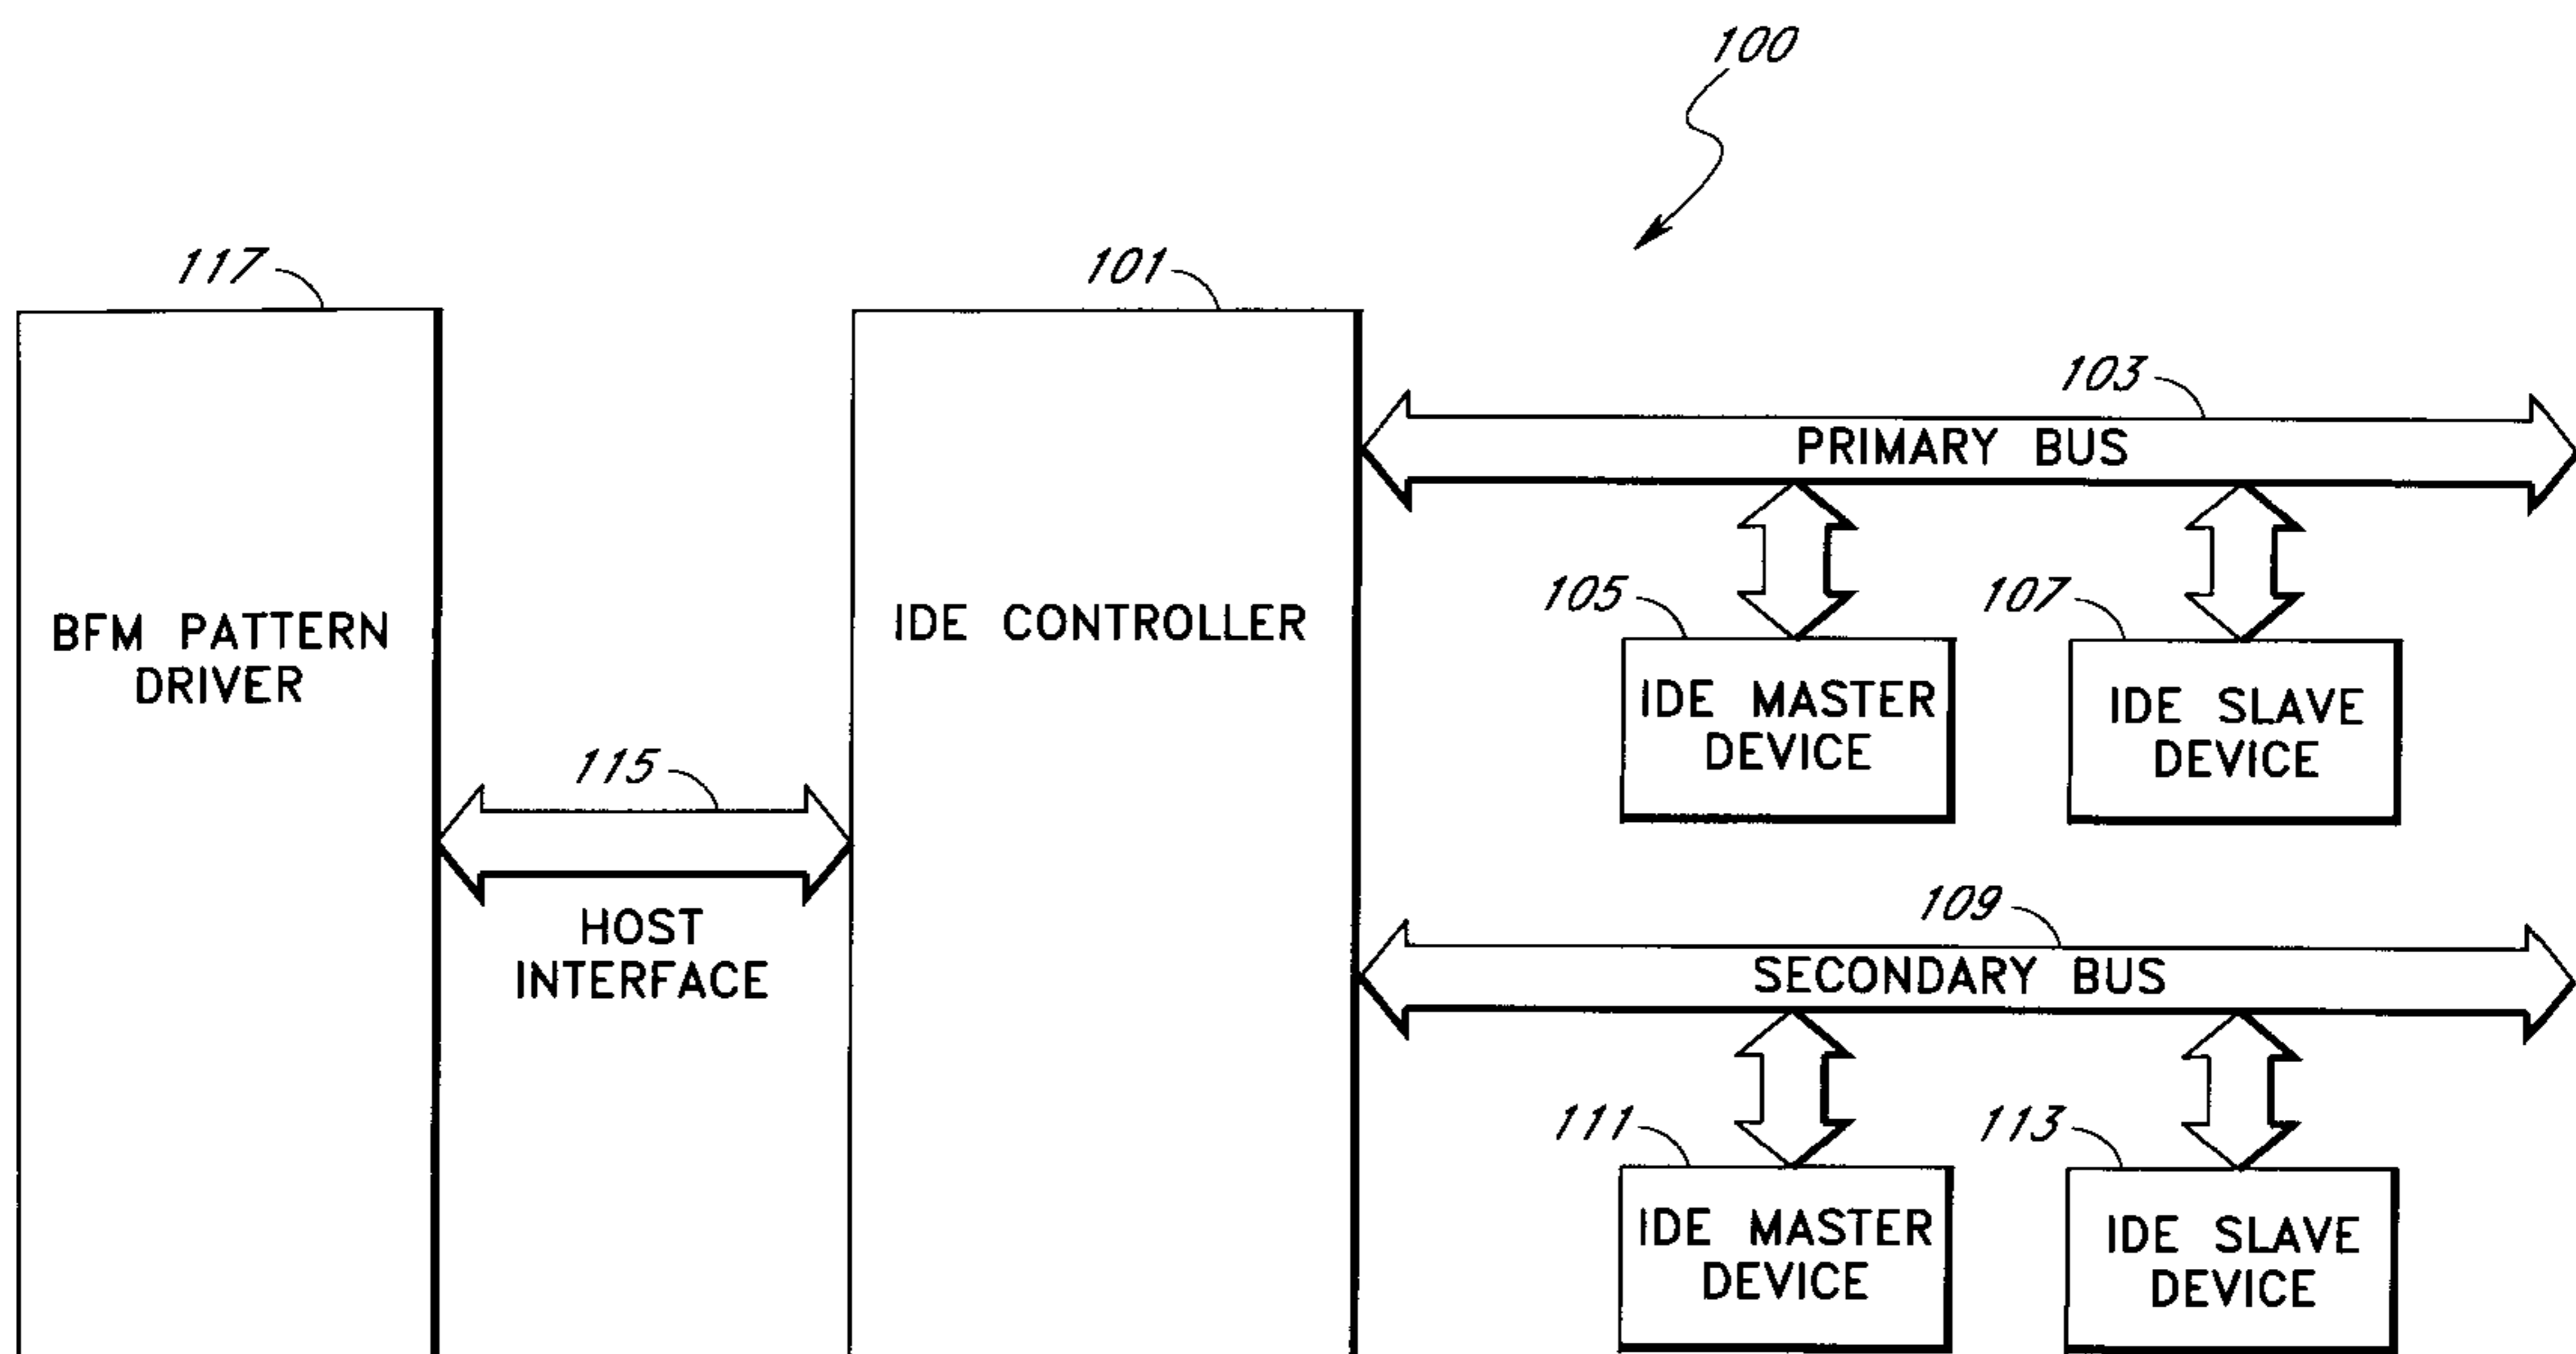 100
117
101
103
PRIMARY BUS
BFM PATTERN
DRIVER
IDE CONTROLLER
105
107
IDE MASTER
DEVICE
IDE SLAVE
DEVICE
115
HOST
INTERFACE
109
SECONDARY BUS
111
113
IDE MASTER
DEVICE
IDE SLAVE
DEVICE